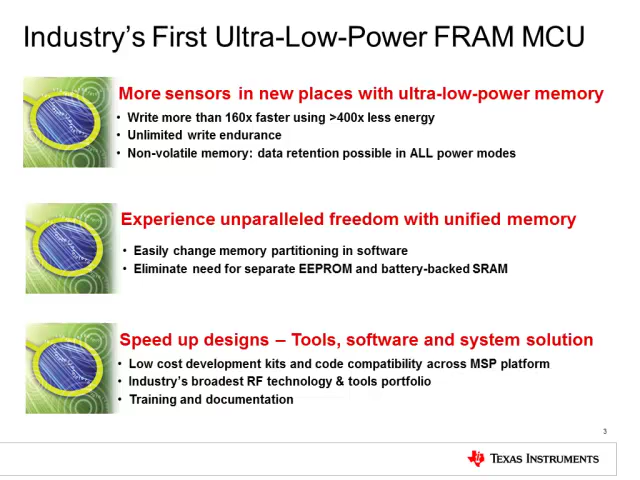 Industry's First Ultra-Low-Power FRAM MCU
More sensors in new places with ultra-low-power memory
• Write more than 160x faster using >400x less energy
• Unlimited write endurance
• Non-volatile memory: data retention possible in ALL power modes
Experience unparalleled freedom with unified memory
• Easily change memory partitioning in software
• Eliminate need for separate EEPROM and battery-backed SRAM
Speed up designs – Tools, software and system solution
• Low cost development kits and code compatibility across MSP platform
• Industry's broadest RF technology & tools portfolio
• Training and documentation
3
TEXAS INSTRUMENTS